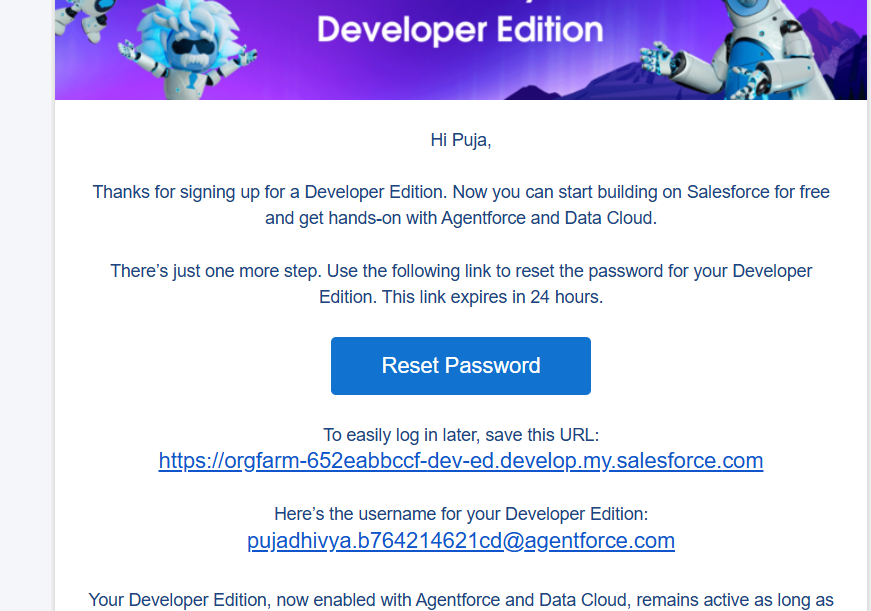 Developer Edition
Hi Puja,
Thanks for signing up for a Developer Edition. Now you can start building on Salesforce for free
and get hands-on with Agentforce and Data Cloud.
There’s just one more step. Use the following link to reset the password for your Developer
Edition. This link expires in 24 hours.
Reset Password
To easily log in later, save this URL:
https://orgfarm-652eabbccf-dev-ed.develop.my.salesforce.com
Here’s the username for your Developer Edition:
pujadhivya.b764214621cd@agentforce.com
Your Developer Edition, now enabled with Agentforce and Data Cloud, remains active as long as